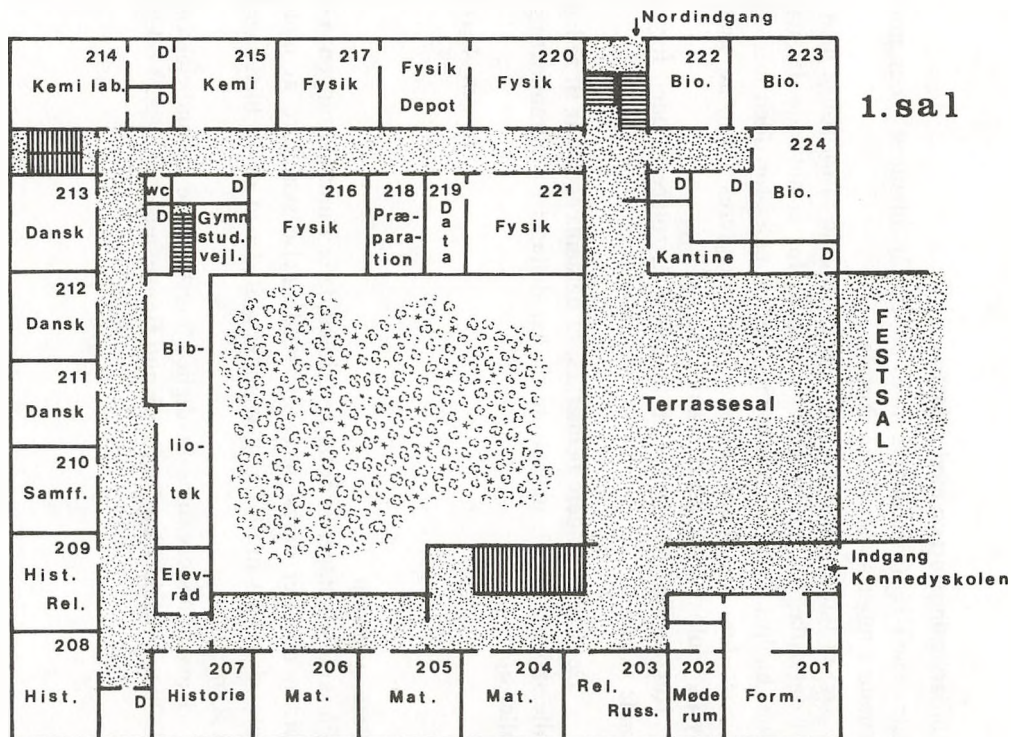 Nordindgang
214
Kemi lab.
D
D
215
Kemi
217
Fysik
Fysik
Depot
220
Fysik
222
Bio.
223
Bio.
1.sal
224
Bio.
213
Dansk
wc
D
D
Gymn
stud.
vejl.
216
Fysik
218
Præ-
para-
tion
219
D
a
t
a
221
Fysik
D
D
Kantine
D
212
Dansk
Bib-
lio-
tek
211
Dansk
210
Samff.
Terrassesal
F
E
S
T
S
A
L
209
Hist.
Rel.
Elev-
råd
Indgang
Kennedyskolen
208
Hist.
D
207
Historie
206
Mat.
205
Mat.
204
Mat.
203
Rel.
Russ.
202
Møde
rum
201
Form.